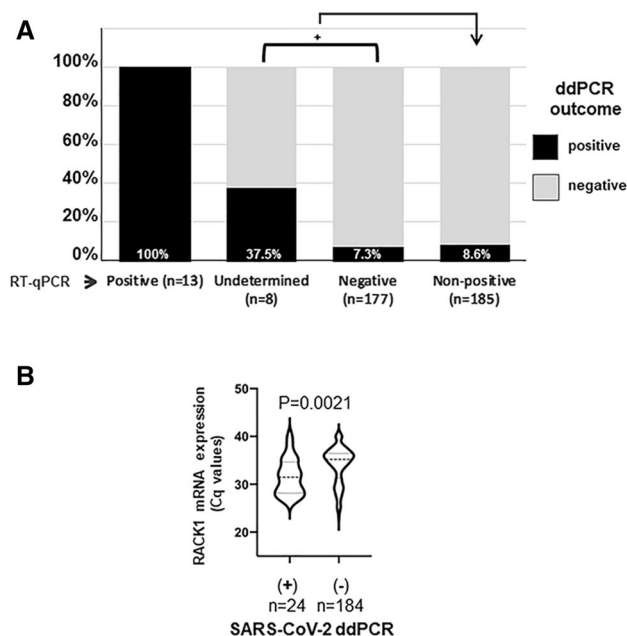 A
+
100%
80%
60%
40%
20%
0%
100%
37.5%
7.3%
8.6%
RT-qPCR > Positive (n=13) Undetermined Negative Non-positive
(n=8) (n=177) (n=185)
ddPCR
outcome
positive
negative
B
RACK1 mRNA expression
(Cq values)
50
40
30
20
P=0.0021
(+) (-)
n=24 n=184
SARS-CoV-2 ddPCR